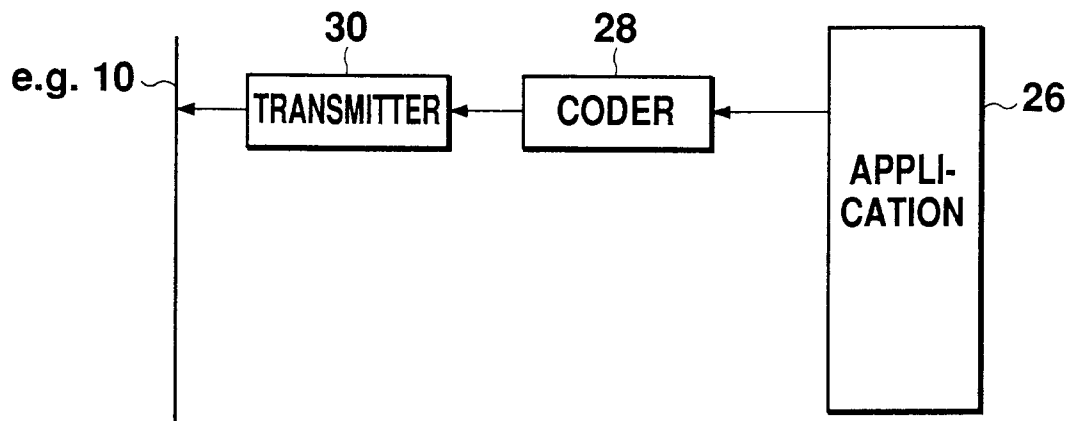 30
28
e.g. 10
26
TRANSMITTER
CODER
APPLI-
CATION